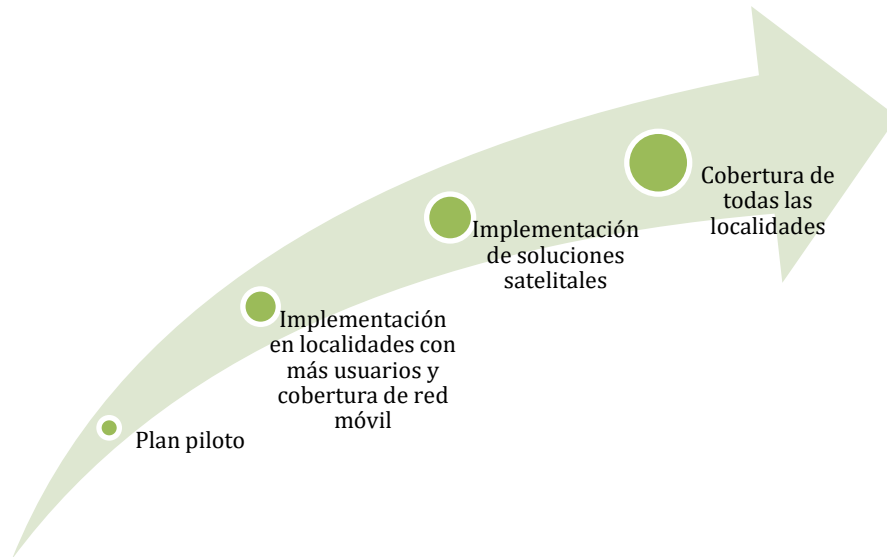 Plan piloto
Implementación
en localidades con
más usuarios y
cobertura de red
móvil
Implementación
de soluciones
satelitales
Cobertura de
todas las
localidades